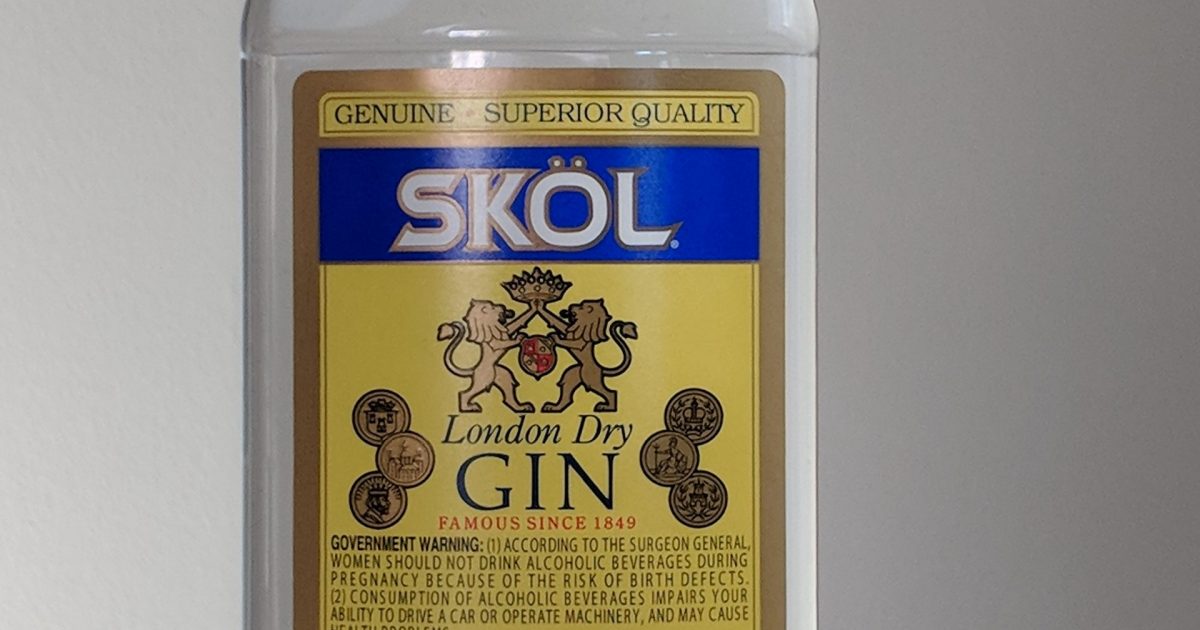 GENUINE · SUPERIOR QUALITY
SKÖL®
London Dry
GIN
FAMOUS SINCE 1849
GOVERNMENT WARNING: (1) ACCORDING TO THE SURGEON GENERAL,
WOMEN SHOULD NOT DRINK ALCOHOLIC BEVERAGES DURING
PREGNANCY BECAUSE OF THE RISK OF BIRTH DEFECTS.
(2) CONSUMPTION OF ALCOHOLIC BEVERAGES IMPAIRS YOUR
ABILITY TO DRIVE A CAR OR OPERATE MACHINERY, AND MAY CAUSE
HEALTH PROBLEMS.